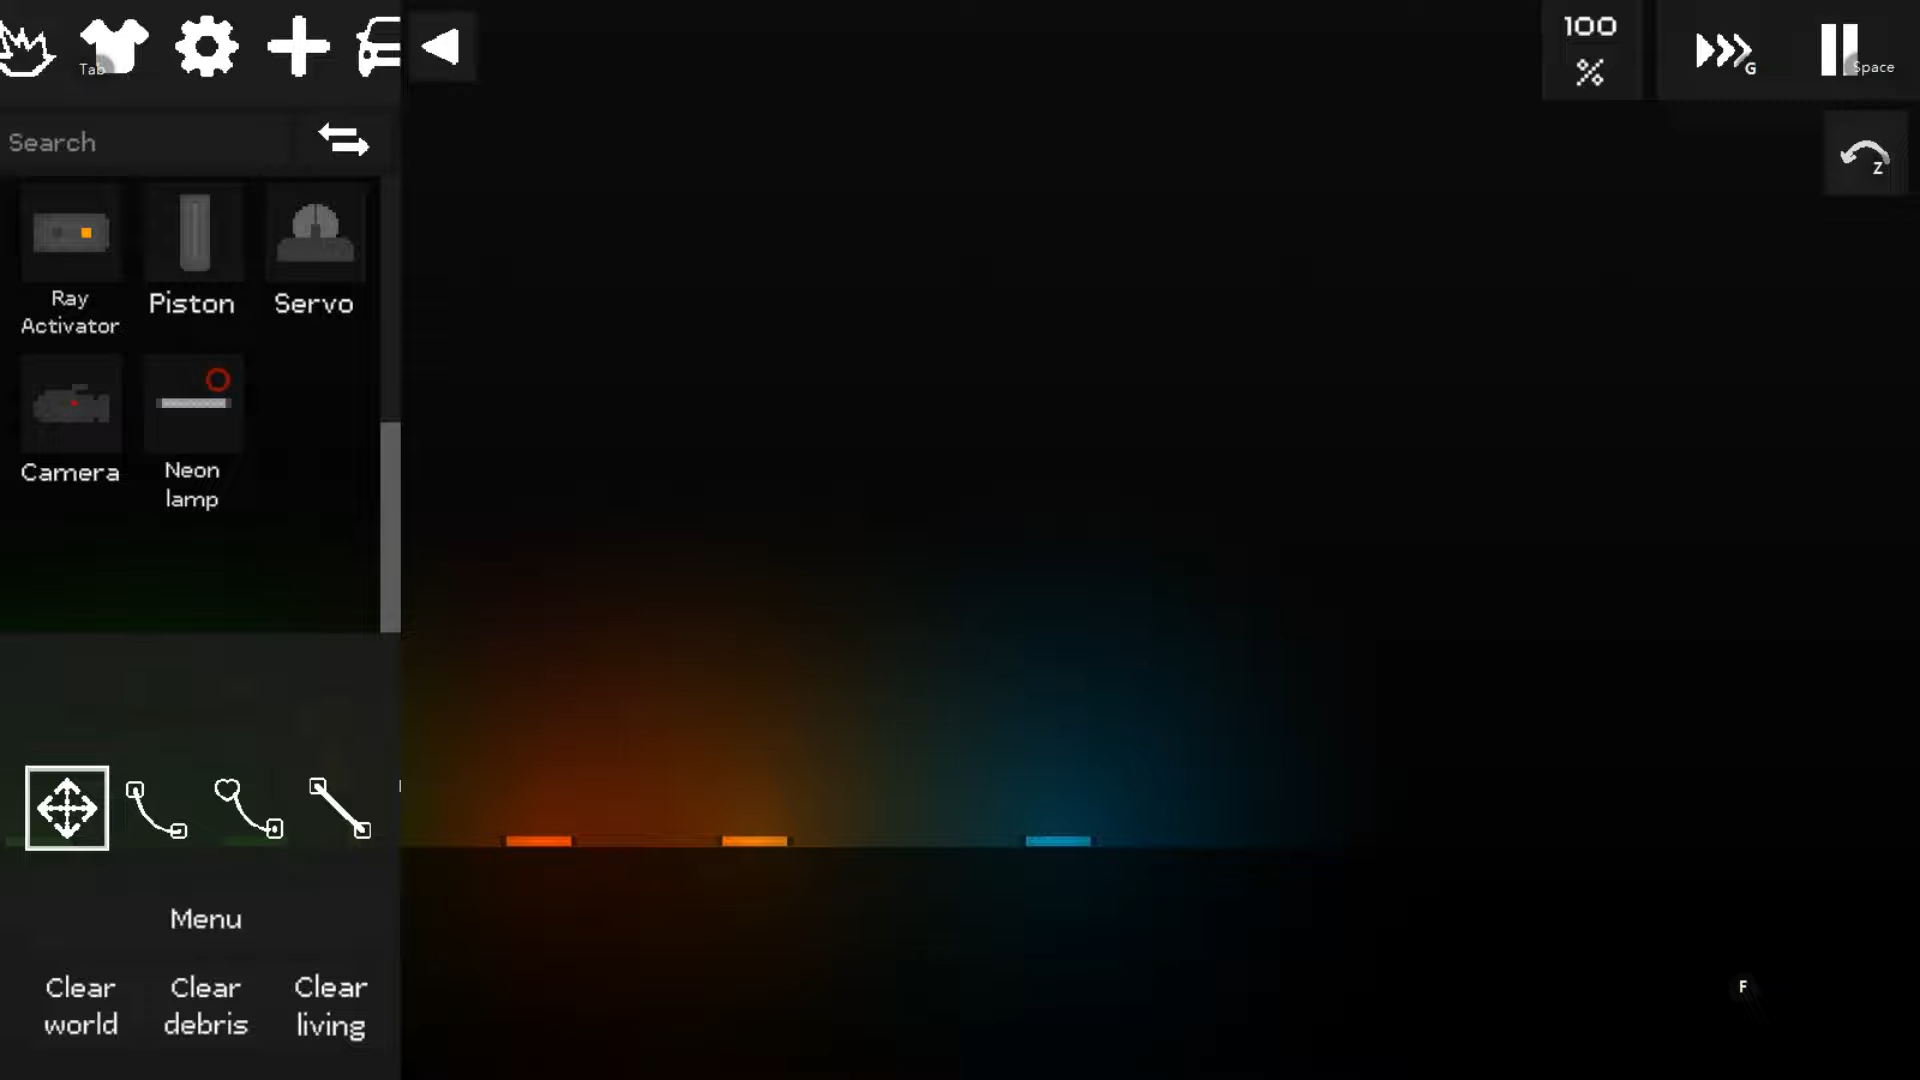 Tab
100
%
G
Space
Search
Z
Ray
Activator
Piston
Servo
Camera
Neon
lamp
Menu
Clear
world
Clear
debris
Clear
living
F